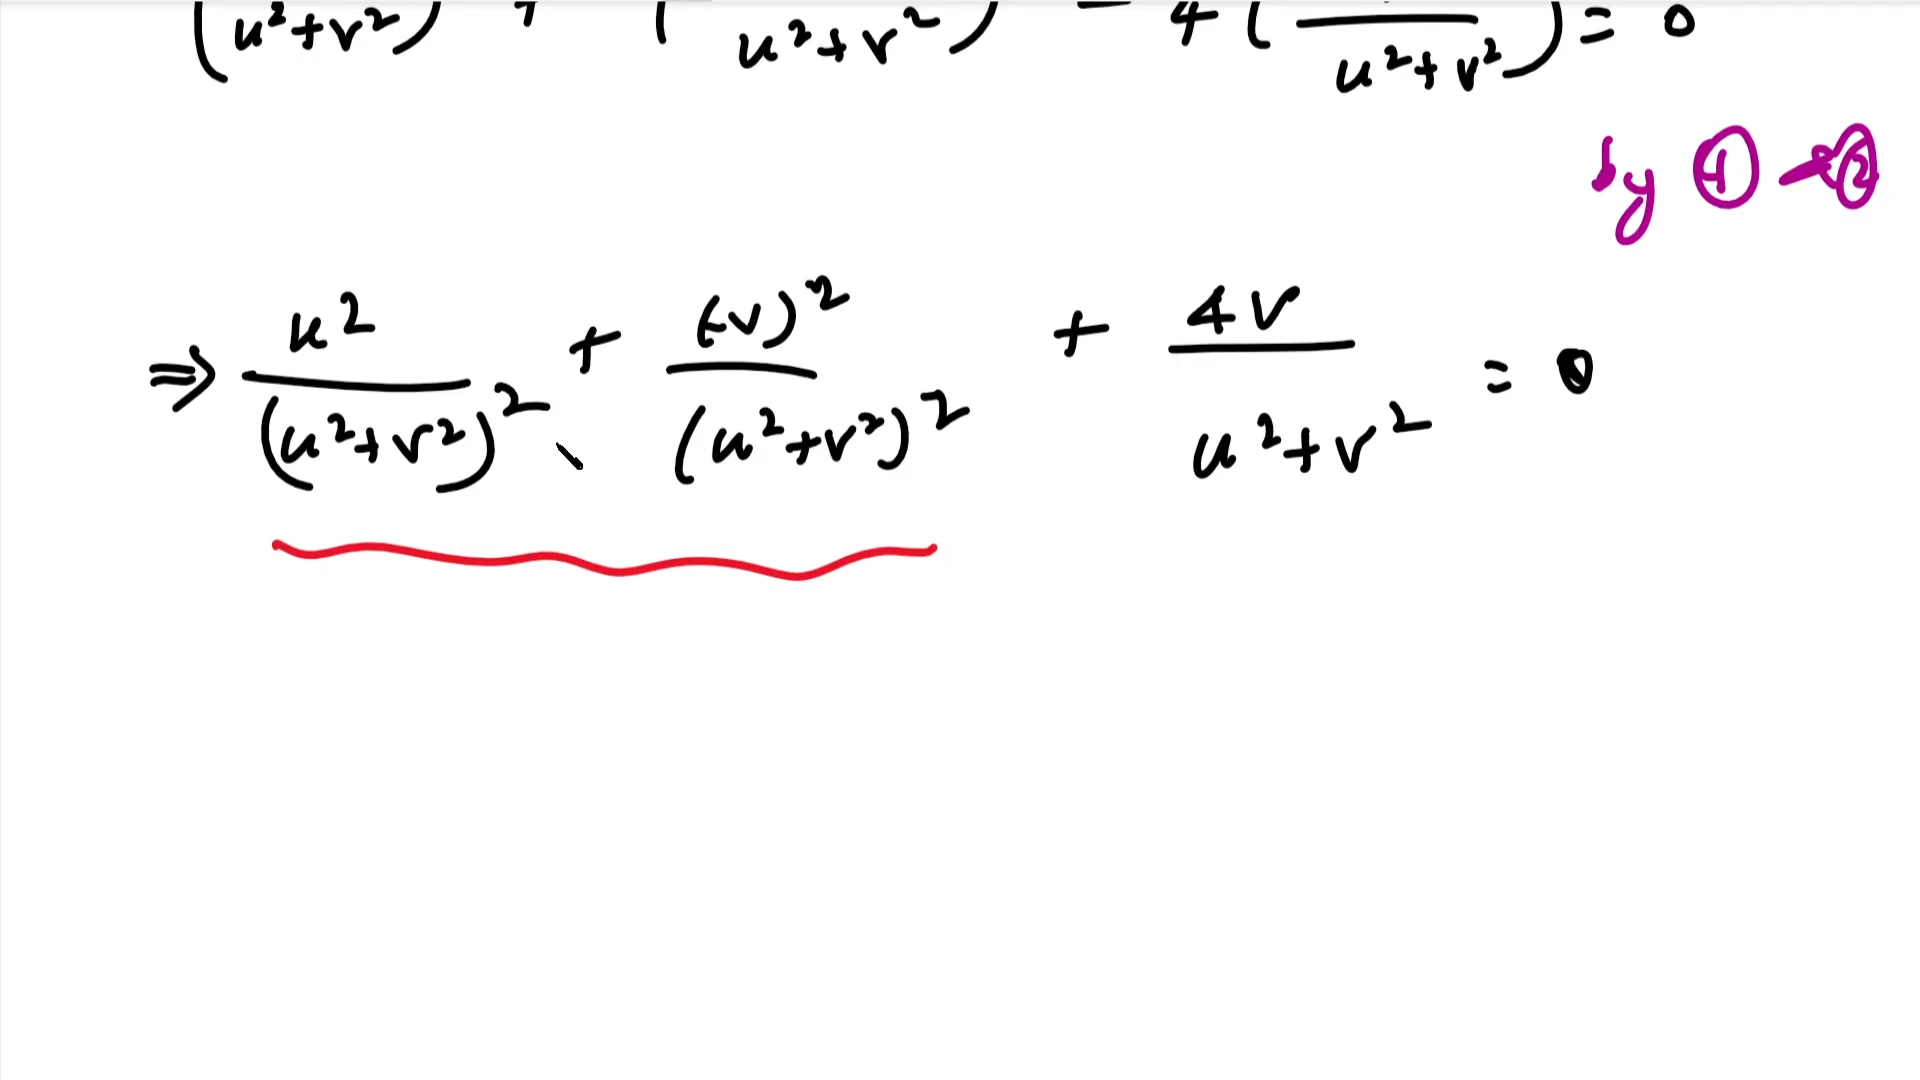 (u²+v²) + (u²+v²) - 4(/u²+v²) = 0
by ① & ②
⇒ u²/(u²+v²)² + (-v)²/(u²+v²)² + 4v/u²+v² = 0